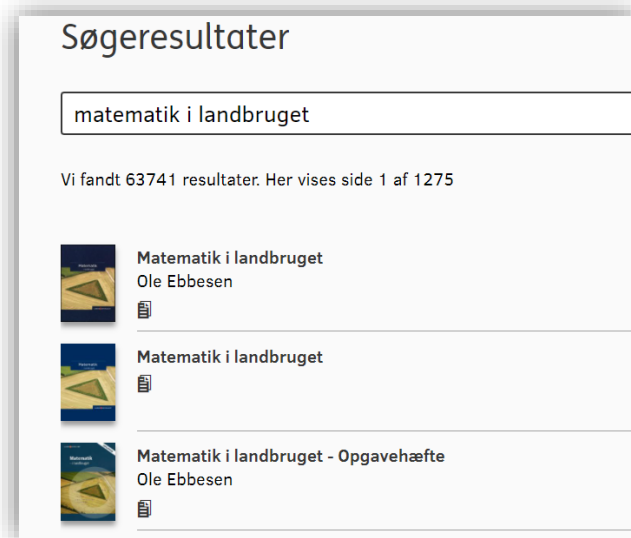 Søgeresultater
matematik i landbruget
Vi fandt 63741 resultater. Her vises side 1 af 1275
Matematik i landbruget
Ole Ebbesen
Matematik i landbruget
Matematik i landbruget - Opgavehæfte
Ole Ebbesen